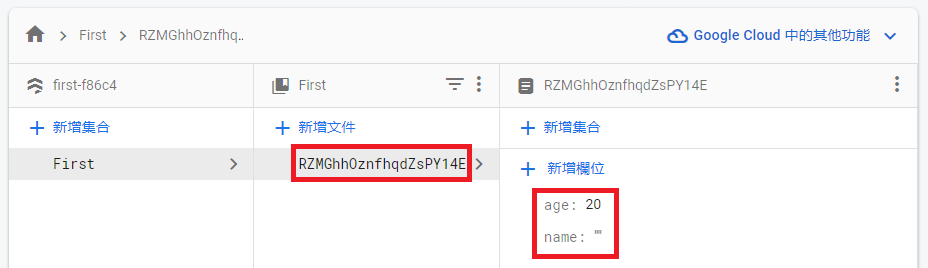 First
RZMGhhOznfhq..
Google Cloud 中的其他功能
first-f86c4
First
RZMGhhOznfhqdZsPY14E
新增集合
新增文件
新增集合
First
RZMGhhOznfhqdZsPY14E
新增欄位
age: 20
name: ""